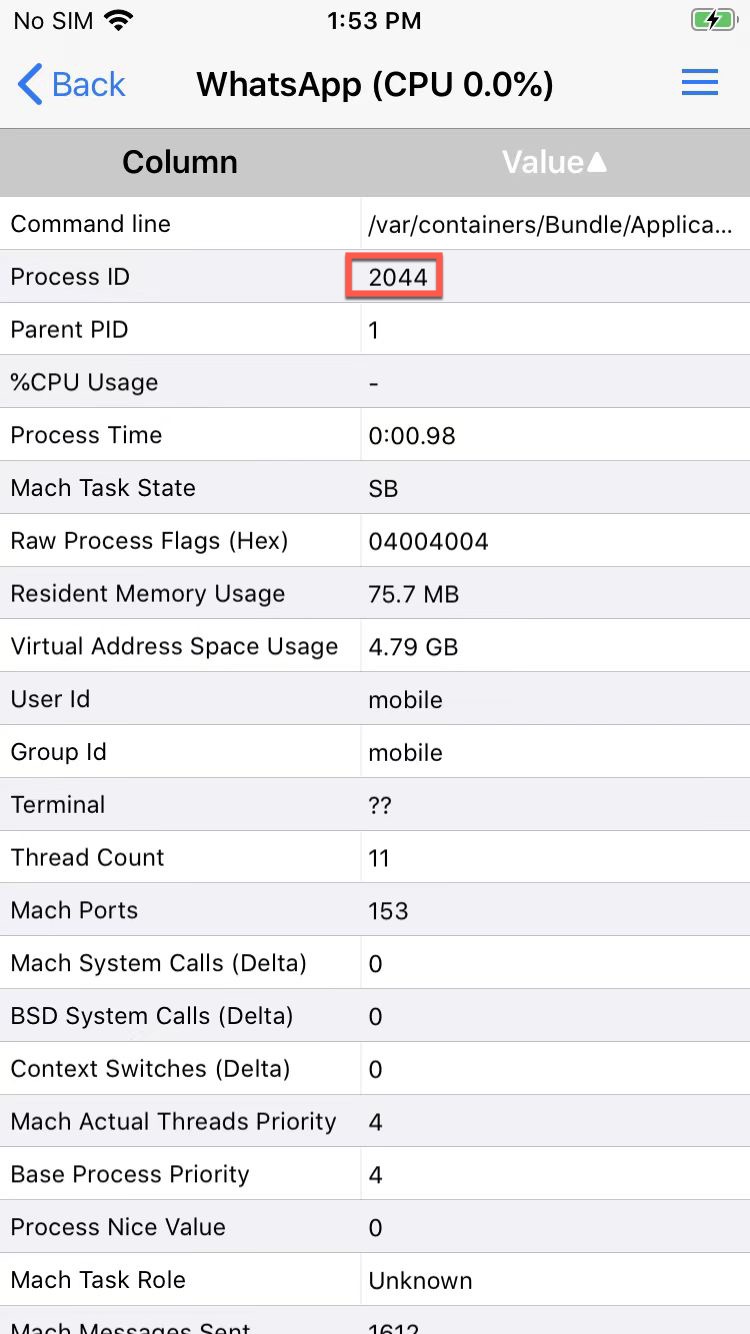 No SIM 1:53 PM
Back WhatsApp (CPU 0.0%)
Column Value▲
Command line /var/containers/Bundle/Applica...
Process ID 2044
Parent PID 1
%CPU Usage -
Process Time 0:00.98
Mach Task State SB
Raw Process Flags (Hex) 04004004
Resident Memory Usage 75.7 MB
Virtual Address Space Usage 4.79 GB
User Id mobile
Group Id mobile
Terminal ??
Thread Count 11
Mach Ports 153
Mach System Calls (Delta) 0
BSD System Calls (Delta) 0
Context Switches (Delta) 0
Mach Actual Threads Priority 4
Base Process Priority 4
Process Nice Value 0
Mach Task Role Unknown
Mach Messages Sent 1612